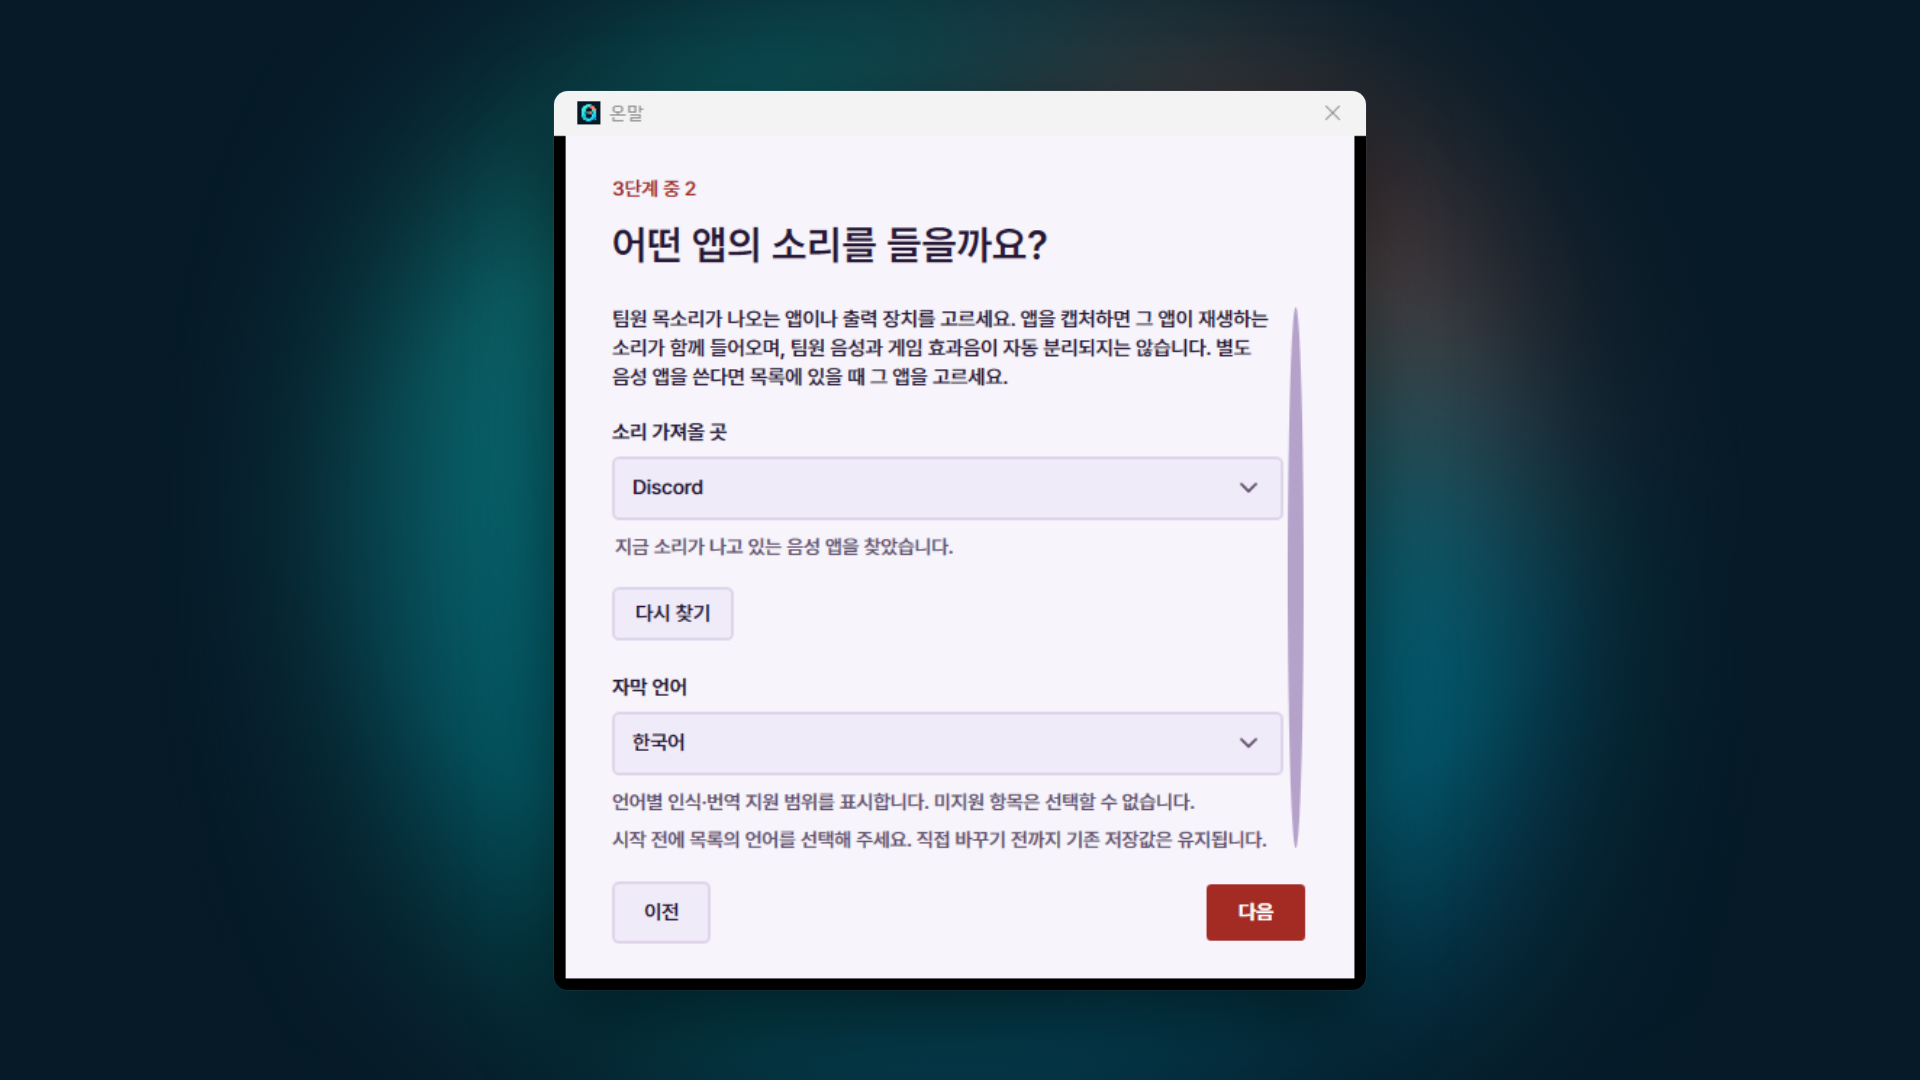 온말
3단계 중 2
어떤 앱의 소리를 들을까요?
팀원 목소리가 나오는 앱이나 출력 장치를 고르세요. 앱을 캡처하면 그 앱이 재생하는
소리가 함께 들어오며, 팀원 음성과 게임 효과음이 자동 분리되지는 않습니다. 별도
음성 앱을 쓴다면 목록에 있을 때 그 앱을 고르세요.
소리 가져올 곳
Discord
지금 소리가 나고 있는 음성 앱을 찾았습니다.
다시 찾기
자막 언어
한국어
언어별 인식·번역 지원 범위를 표시합니다. 미지원 항목은 선택할 수 없습니다.
시작 전에 목록의 언어를 선택해 주세요. 직접 바꾸기 전까지 기존 저장값은 유지됩니다.
이전
다음